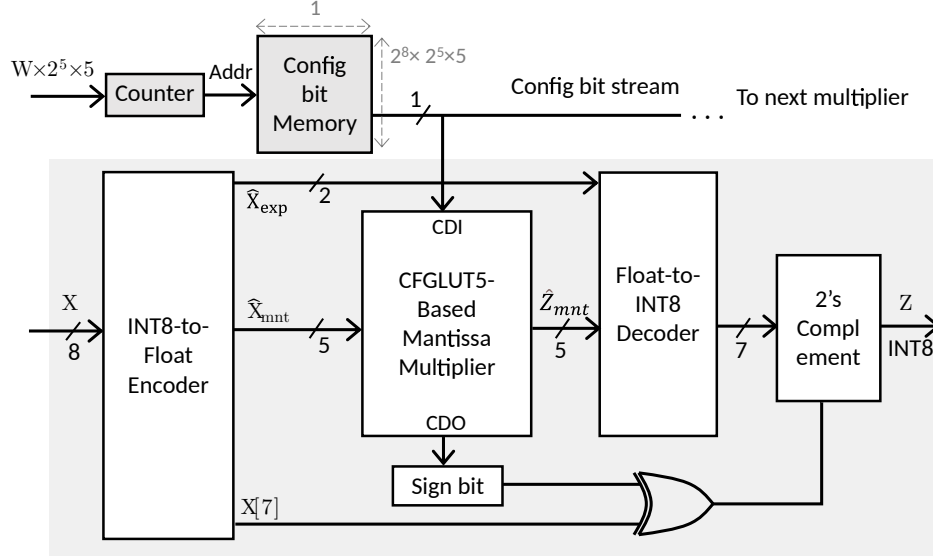 1
W×2⁵×5
Counter
Addr
Config
bit
Memory
2⁸× 2⁵×5
1
Config bit stream
...
To next multiplier
X̂exp
2
CDI
X
8
INT8-to-
Float
Encoder
X̂mnt
5
CFGLUT5-
Based
Mantissa
Multiplier
CDO
Ẑmnt
5
Float-to-
INT8
Decoder
7
2’s
Compl
ement
Z
INT8
Sign bit
X[7]